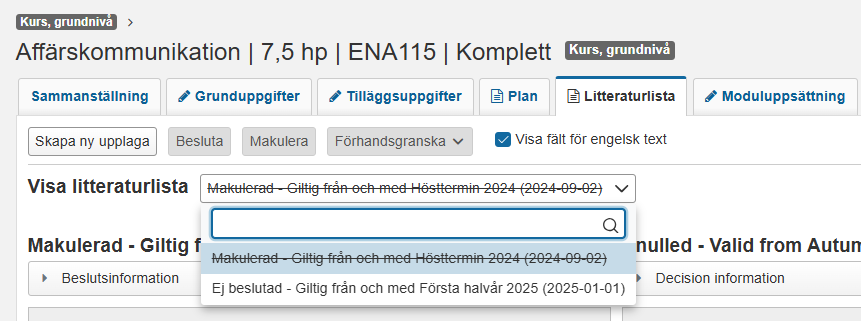 Kurs, grundnivå
Affärskommunikation | 7,5 hp | ENA115 | Komplett Kurs, grundnivå
Sammanställning Grunduppgifter Tilläggsuppgifter Plan Litteraturlista Moduluppsättning
Skapa ny upplaga Besluta Makulera Förhandsgranska Visa fält för engelsk text
Visa litteraturlista Makulerad - Giltig från och med Hösttermin 2024 (2024-09-02)
Makulerad - Giltig f nulled - Valid from Autum
Makulerad - Giltig från och med Hösttermin 2024 (2024-09-02)
Beslutsinformation Decision information
Ej beslutad - Giltig från och med Första halvår 2025 (2025-01-01)